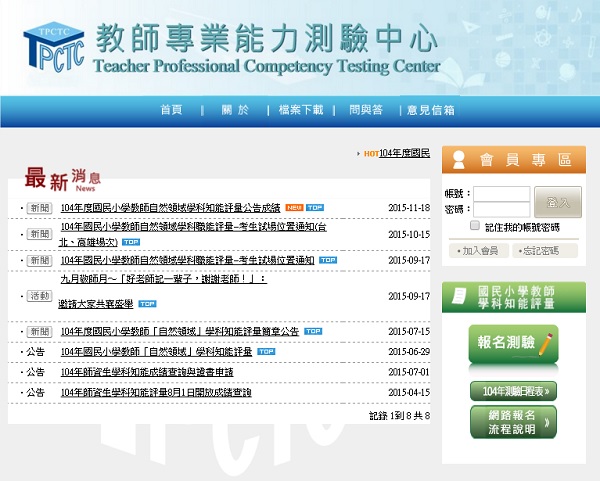 TPCTC
TPCTC
教師專業能力測驗中心
Teacher Professional Competency Testing Center
首頁 | 關於 | 檔案下載 | 問與答 | 意見信箱
HOT 104年度國民
最新消息
News
・新聞 104年度國民小學教師自然領域學科知能評量公告成績 NEW TOP 2015-11-18
・新聞 104年度國民小學教師自然領域學科職能評量–考生試場位置通知(台
北、高雄場次) TOP 2015-10-15
・新聞 104年度國民小學教師自然領域學科職能評量–考生試場位置通知 TOP 2015-09-17
九月敬師月～「好老師記一輩子，謝謝老師！」：
・活動 邀請大家共襄盛舉 TOP 2015-09-17
・新聞 104年度國民小學教師「自然領域」學科知能評量簡章公告 TOP 2015-07-15
・公告 104年國民小學教師「自然領域」學科知能評量 TOP 2015-06-29
・公告 104年師資生學科知能成績查詢與證書申請 2015-07-01
・公告 104年師資生學科知能評量8月1日開放成績查詢 2015-04-15
記錄 1到 8 共 8
會員專區
帳號：
密碼：
登入
記住我的帳號密碼
加入會員
忘記密碼
國民小學教師
學科知能評量
報名測驗
104年測驗日程表»
網路報名
流程說明 »